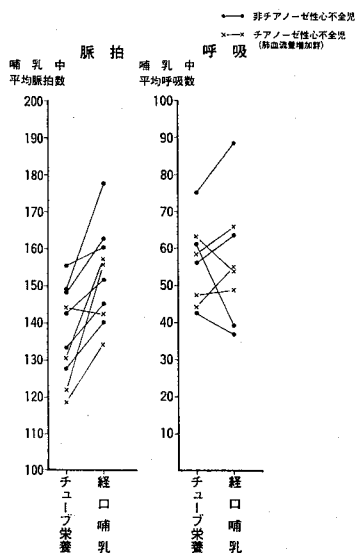 非チアノーゼ性心不全児
チアノーゼ性心不全児
(肺血流量増加群)
脈拍
哺乳中
平均脈拍数
200
190
180
170
160
150
140
130
120
110
100
チューブ栄養
経口哺乳
呼吸
哺乳中
平均呼吸数
100
90
80
70
60
50
40
30
20
10
チューブ栄養
経口哺乳